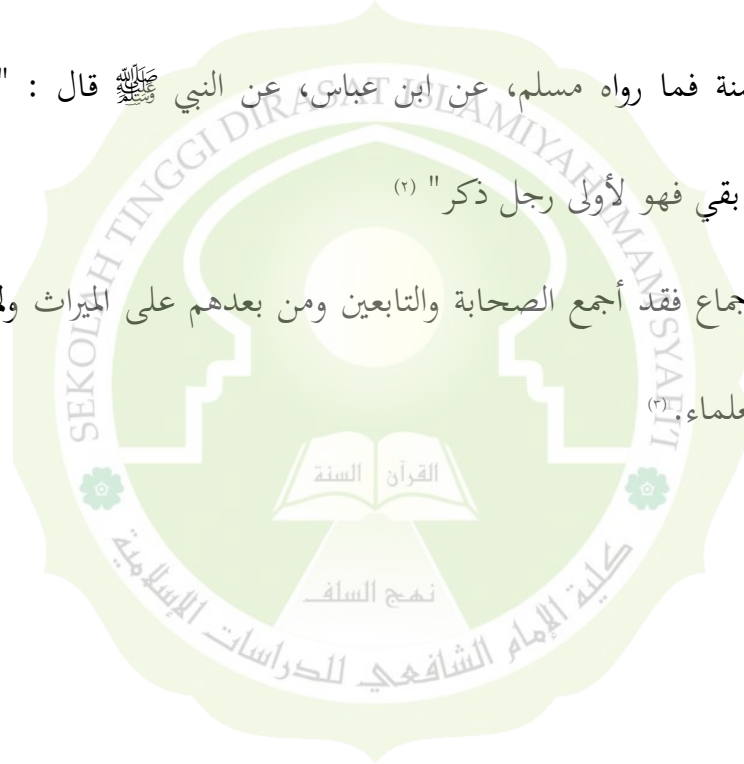 سنة فما رواه مسلم، عن ابن عباس، عن النبي ﷺ قال : "
بقي فهو لأولى رجل ذكر" (٢)
جماع فقد أجمع الصحابة والتابعين ومن بعدهم على الميراث
علماء. (٣)
SEKOLAH TINGGI DIRASAT ISLAMIYAH IMAM SYAFE'I
القرآن السنة
نهج السلف
كلية الإمام الشافعي للدراسات الإسلامية